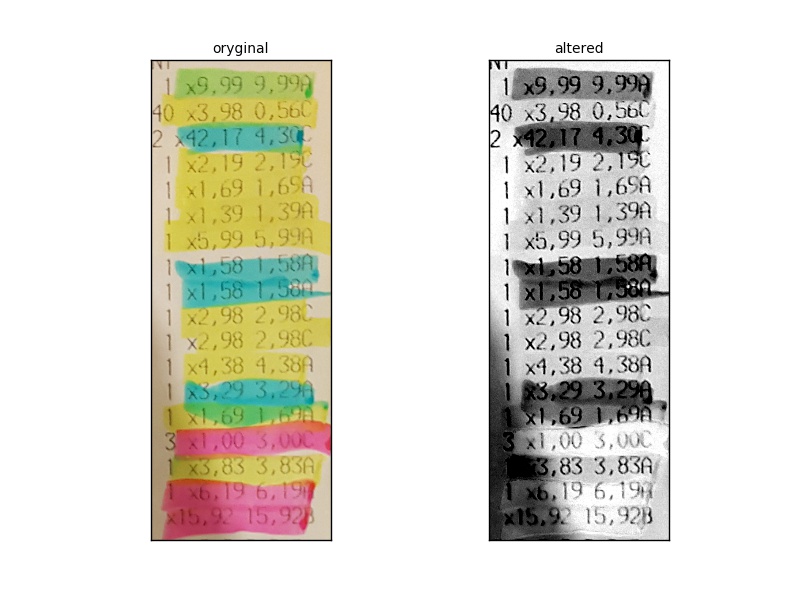 oryginal
1 x9,99 9,99A
40 x3,98 0,56C
2 x42,17 4,30C
1 x2,19 2,19C
1 x1,69 1,69A
1 x1,39 1,39A
1 x5,99 5,99A
1 x1,58 1,58A
1 x1,58 1,58A
1 x2,98 2,98C
1 x2,98 2,98C
1 x4,38 4,38A
1 x3,29 3,29A
1 x1,69 1,69A
3 x1,00 3,00C
1 x3,83 3,83A
1 x6,19 6,19A
x15,92 15,92B
altered
1 x9,99 9,99A
40 x3,98 0,56C
2 x42,17 4,30C
1 x2,19 2,19C
1 x1,69 1,69A
1 x1,39 1,39A
1 x5,99 5,99A
1 x1,58 1,58A
1 x1,58 1,58A
1 x2,98 2,98C
1 x2,98 2,98C
1 x4,38 4,38A
1 x3,29 3,29A
1 x1,69 1,69A
3 x1,00 3,00C
x3,83 3,83A
1 x6,19 6,19A
x15,92 15,92B